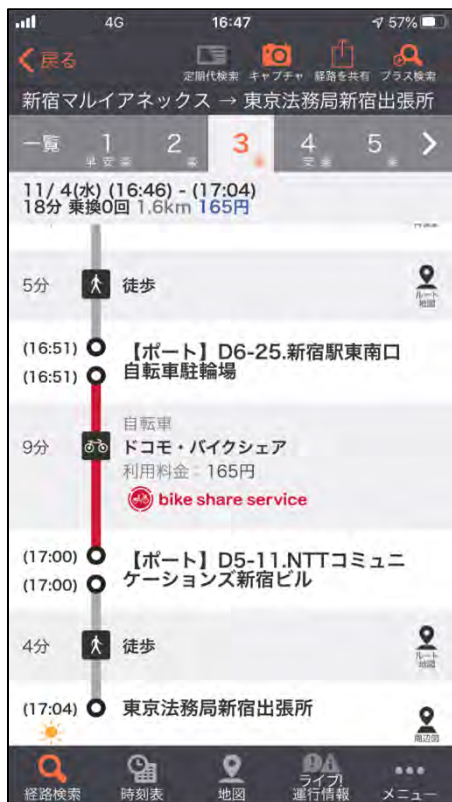 4G 16:47 57%
戻る
定期代検索 キャプチャ 経路を共有 プラス検索
新宿マルイアネックス → 東京法務局新宿出張所
一覧 1 2 3 4 5
早 安 楽 楽 楽 安 楽 楽
11/ 4(水) (16:46) - (17:04)
18分 乗換0回 1.6km 165円
5分 徒歩
ルート
地図
(16:51) 【ポート】D6-25.新宿駅東南口
(16:51) 自転車駐輪場
自転車
9分 ドコモ・バイクシェア
利用料金:165円
bike share service
(17:00) 【ポート】D5-11.NTTコミュニ
(17:00) ケーションズ新宿ビル
4分 徒歩
ルート
地図
(17:04) 東京法務局新宿出張所
周辺図
経路検索 時刻表 地図 ライブ!
運行情報 メニュー